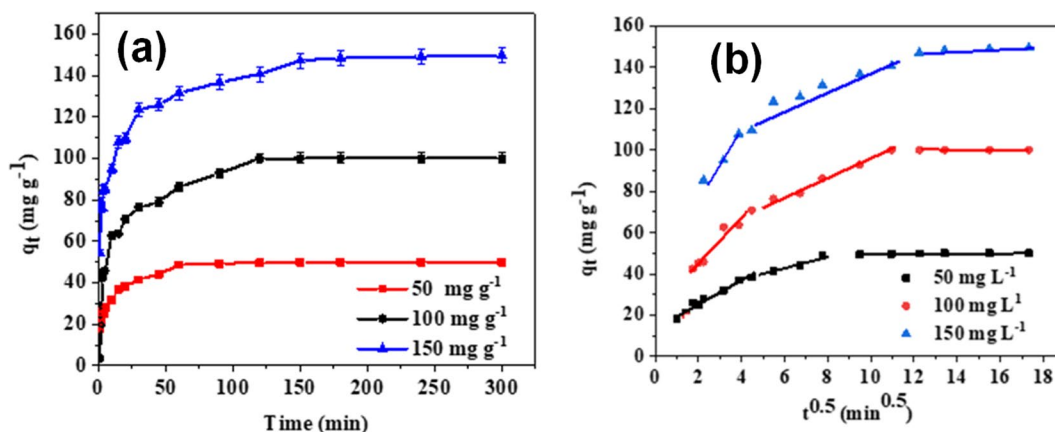 (a)
160
140
120
100
80
60
40
20
0
qt (mg g-1)
0 50 100 150 200 250 300
Time (min)
50 mg g-1
100 mg g-1
150 mg g-1
(b)
160
140
120
100
80
60
40
20
0
qt (mg g-1)
0 2 4 6 8 10 12 14 16 18
t0.5 (min0.5)
50 mg L-1
100 mg L1
150 mg L-1